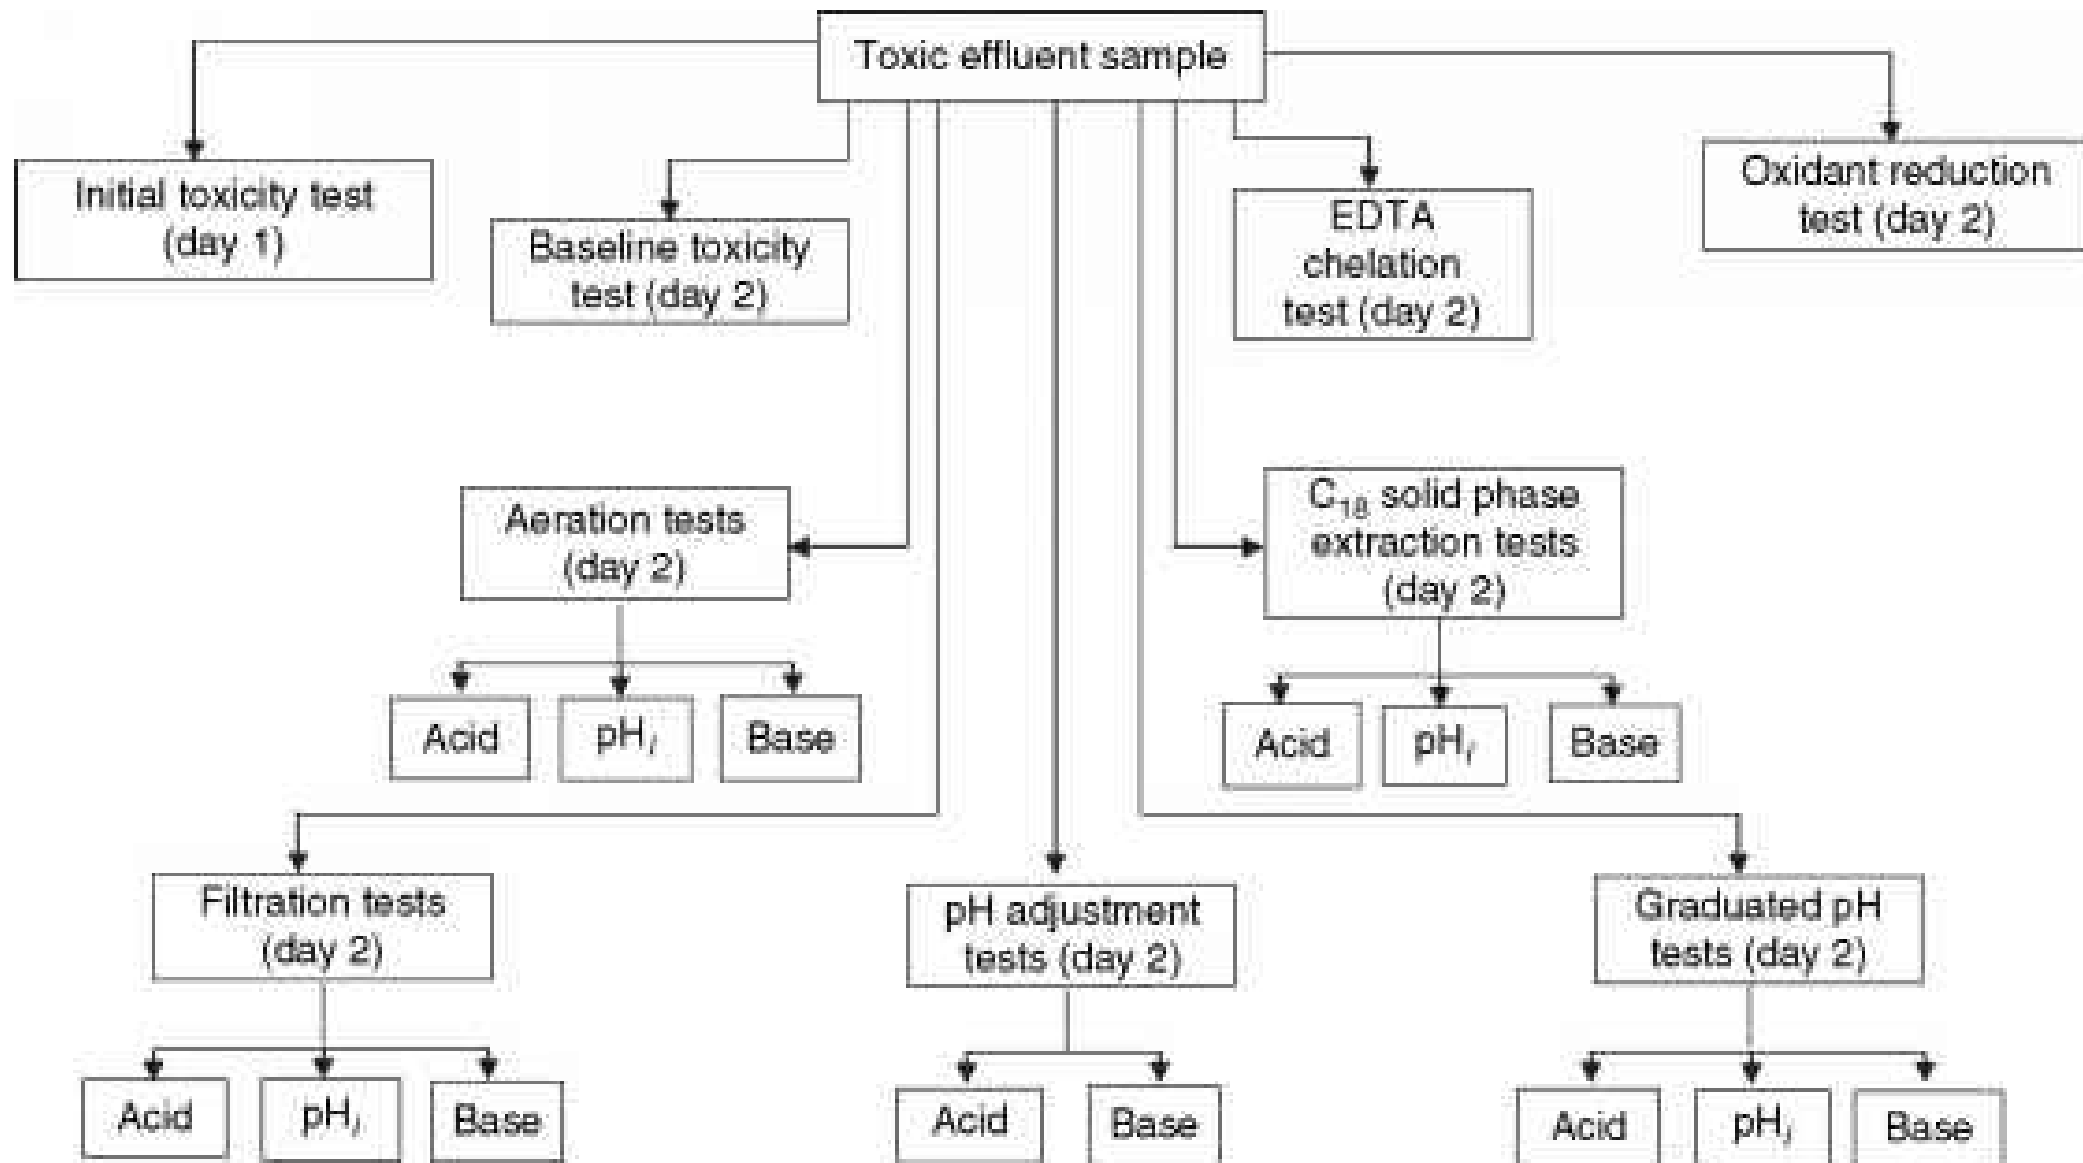 Toxic effluent sample
Initial toxicity test
(day 1)
Baseline toxicity
test (day 2)
EDTA
chelation
test (day 2)
Oxidant reduction
test (day 2)
Aeration tests
(day 2)
C₁₈ solid phase
extraction tests
(day 2)
Acid
pHᵢ
Base
Acid
pHᵢ
Base
Filtration tests
(day 2)
pH adjustment
tests (day 2)
Graduated pH
tests (day 2)
Acid
pHᵢ
Base
Acid
Base
Acid
pHᵢ
Base